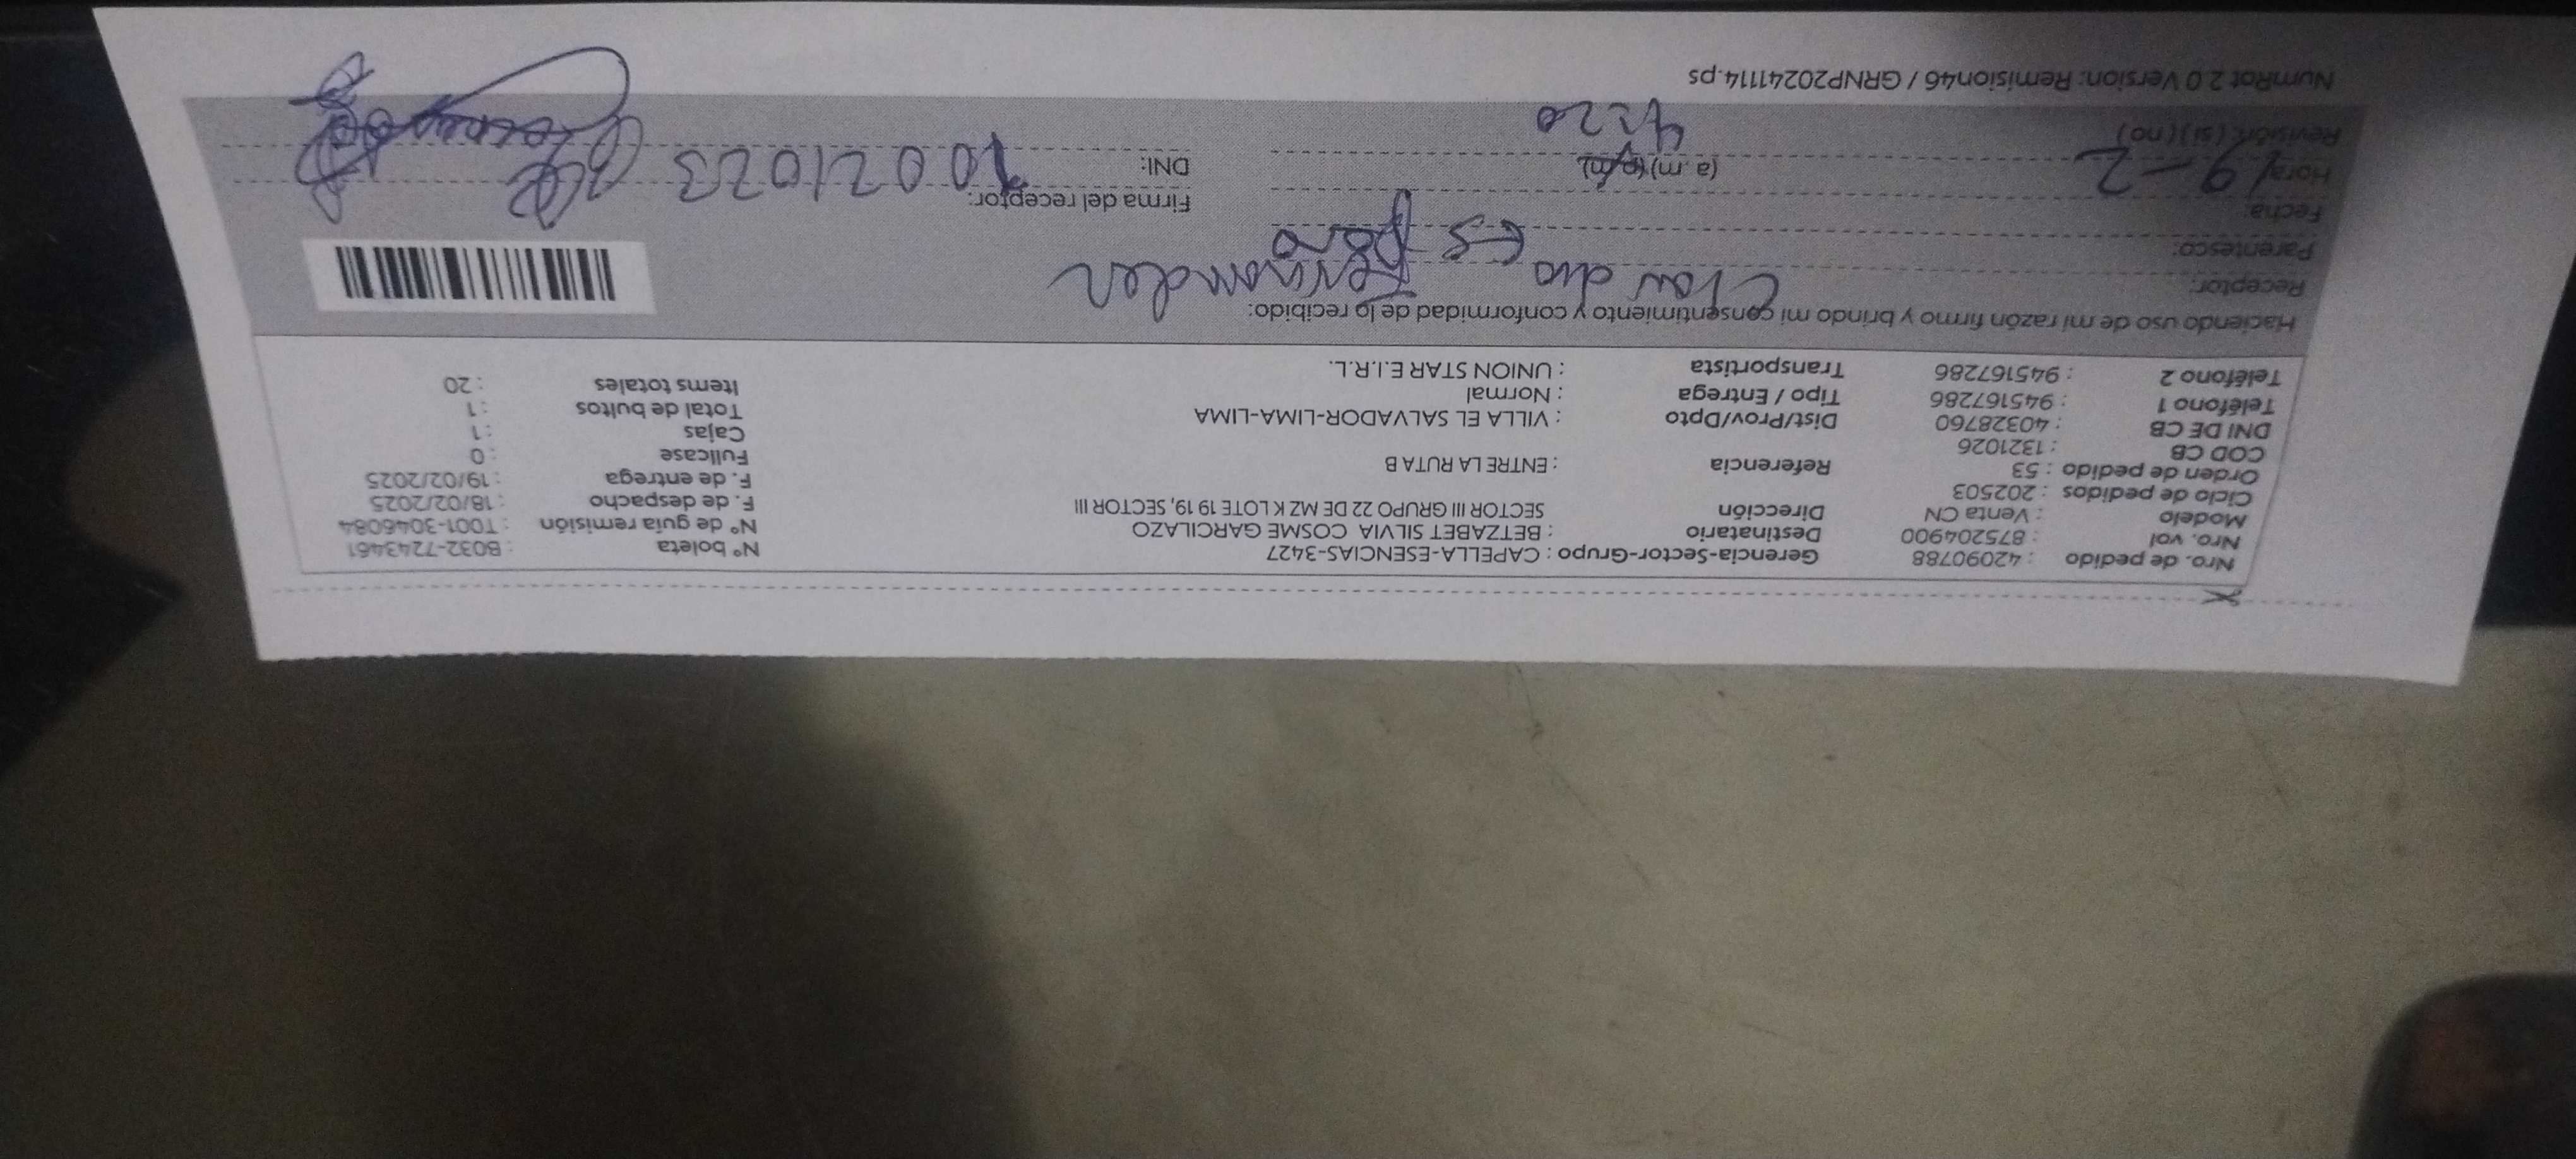 Nro. de pedido : 42090788 Gerencia-Sector-Grupo : CAPELLA-ESENCIAS-3427 N° boleta : B032-7243461
Nro. vol : 875204900 Destinatario : BETZABET SILVIA COSME GARCILAZO N° de guía remisión : T001-3046084
Modelo : Venta CN Dirección SECTOR III GRUPO 22 DE MZ K LOTE 19 19, SECTOR III F. de despacho : 18/02/2025
Ciclo de pedidos : 202503 F. de entrega : 19/02/2025
Orden de pedido : 53 Referencia : ENTRE LA RUTA B Fullcase : 0
COD CB : 1321026 Cajas : 1
DNI DE CB : 40328760 Dist/Prov/Dpto : VILLA EL SALVADOR-LIMA-LIMA Total de bultos : 1
Teléfono 1 : 945167286 Tipo / Entrega : Normal Items totales : 20
Teléfono 2 : 945167286 Transportista : UNION STAR E.I.R.L.
Haciendo uso de mi razón firmo y brindo mi consentimiento y conformidad de lo recibido:
Receptor: Claudio Fernandez
Parentesco: Esposo
Fecha: 19-2 Firma del receptor:
Hora: 4:20 (a. m) (p. m) DNI: 10021023
Revisión: (si) (no)
NumRot 2.0 Version: Remision46 / GRNP20241114.ps